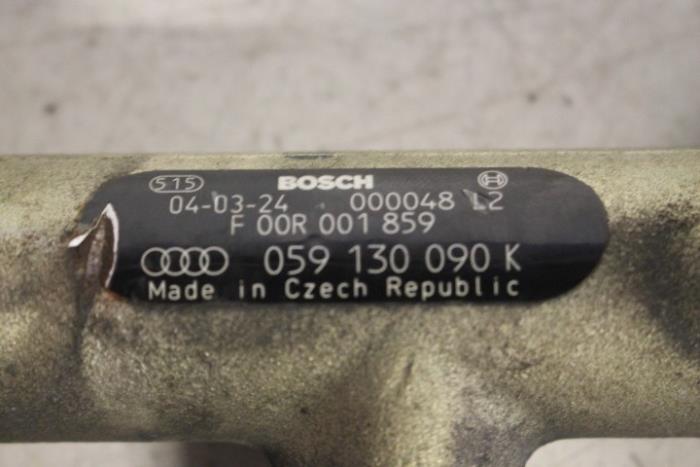 515 BOSCH
04-03-24 000048 L2
F 00R 001 859
059 130 090 K
Made in Czech Republic